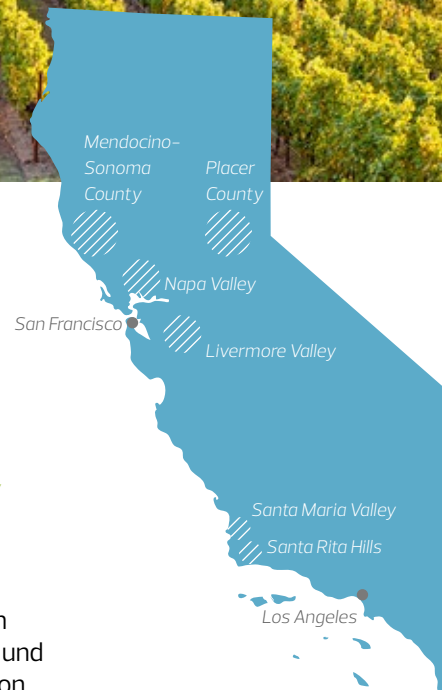 Mendocino-
Sonoma
County
Placer
County
Napa Valley
San Francisco
Livermore Valley
Santa Maria Valley
Santa Rita Hills
Los Angeles
und
on